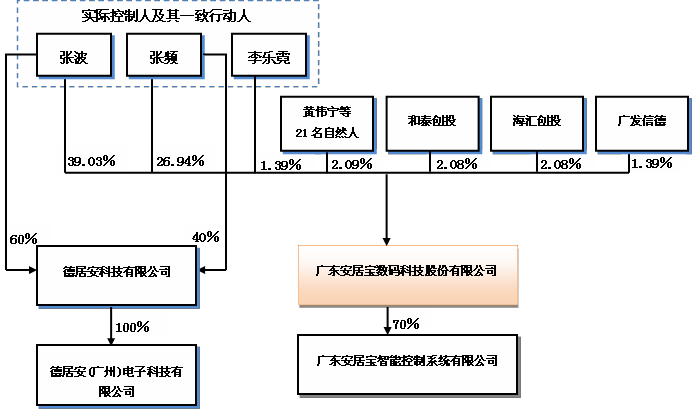 实际控制人及其一致行动人
张波
张频
李乐霓
黄伟宁等
21名自然人
和泰创投
海汇创投
广发信德
39.03%
26.94%
1.39%
2.09%
2.08%
2.08%
1.39%
60%
40%
德居安科技有限公司
广东安居宝数码科技股份有限公司
100%
70%
德居安(广州)电子科技有
限公司
广东安居宝智能控制系统有限公司